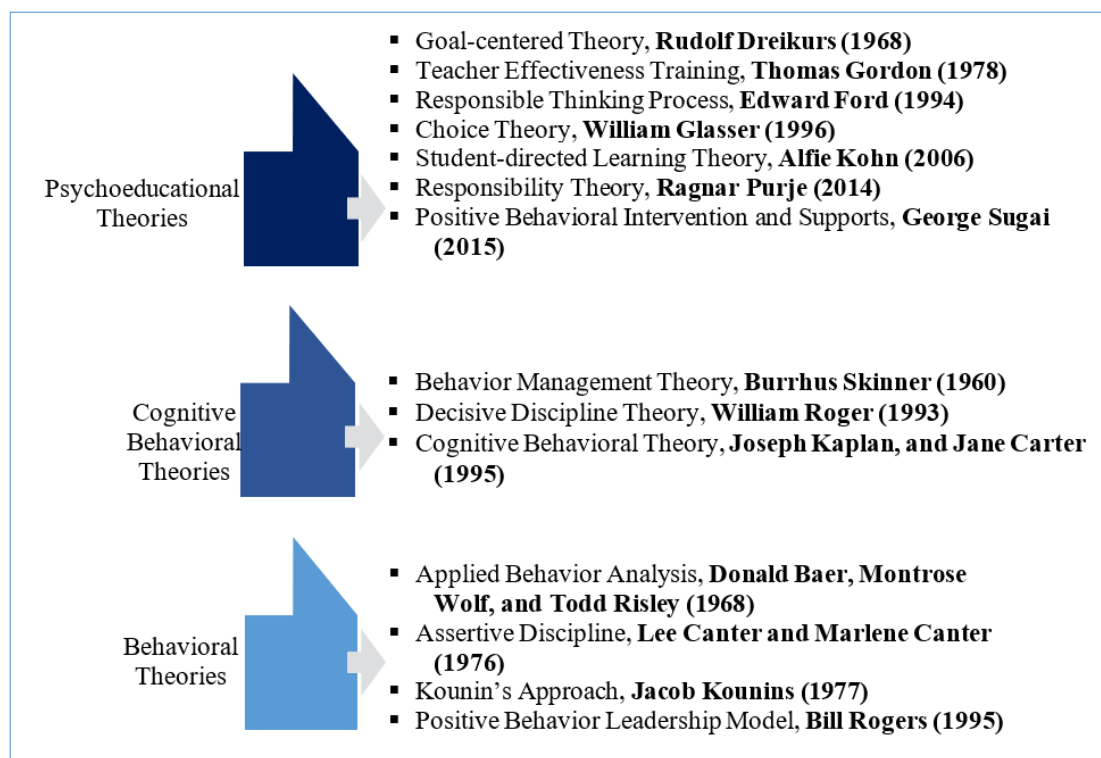 ▪ Goal-centered Theory, Rudolf Dreikurs (1968)
▪ Teacher Effectiveness Training, Thomas Gordon (1978)
▪ Responsible Thinking Process, Edward Ford (1994)
▪ Choice Theory, William Glasser (1996)
▪ Student-directed Learning Theory, Alfie Kohn (2006)
▪ Responsibility Theory, Ragnar Purje (2014)
▪ Positive Behavioral Intervention and Supports, George Sugai
(2015)
Psychoeducational
Theories
▪ Behavior Management Theory, Burrhus Skinner (1960)
▪ Decisive Discipline Theory, William Roger (1993)
▪ Cognitive Behavioral Theory, Joseph Kaplan, and Jane Carter
(1995)
Cognitive
Behavioral
Theories
▪ Applied Behavior Analysis, Donald Baer, Montrose
Wolf, and Todd Risley (1968)
▪ Assertive Discipline, Lee Canter and Marlene Canter
(1976)
▪ Kounin’s Approach, Jacob Kounins (1977)
▪ Positive Behavior Leadership Model, Bill Rogers (1995)
Behavioral
Theories